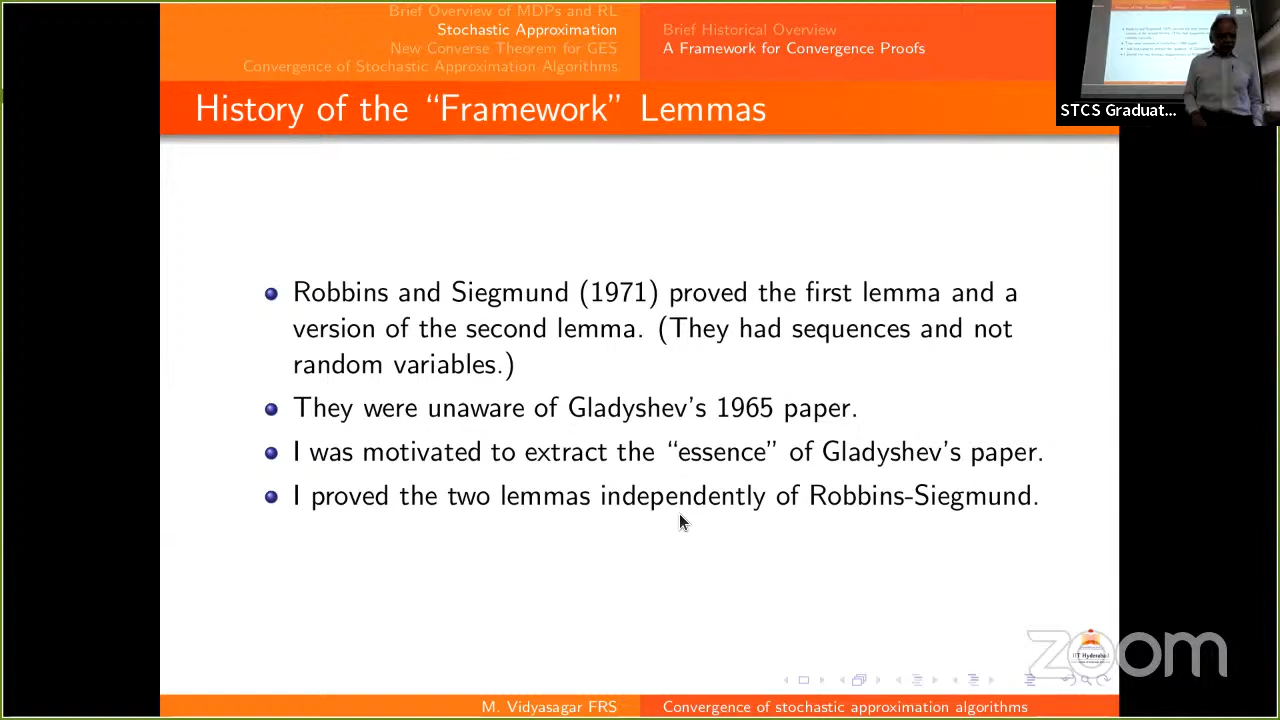 Brief Overview of MDPs and RL
Stochastic Approximation
New Converse Theorem for GES
Convergence of Stochastic Approximation Algorithms
Brief Historical Overview
A Framework for Convergence Proofs
STCS Graduat...
History of the “Framework” Lemmas
Robbins and Siegmund (1971) proved the first lemma and a
version of the second lemma. (They had sequences and not
random variables.)
They were unaware of Gladyshev's 1965 paper.
I was motivated to extract the “essence” of Gladyshev's paper.
I proved the two lemmas independently of Robbins-Siegmund.
zoom
M. Vidyasagar FRS
Convergence of stochastic approximation algorithms